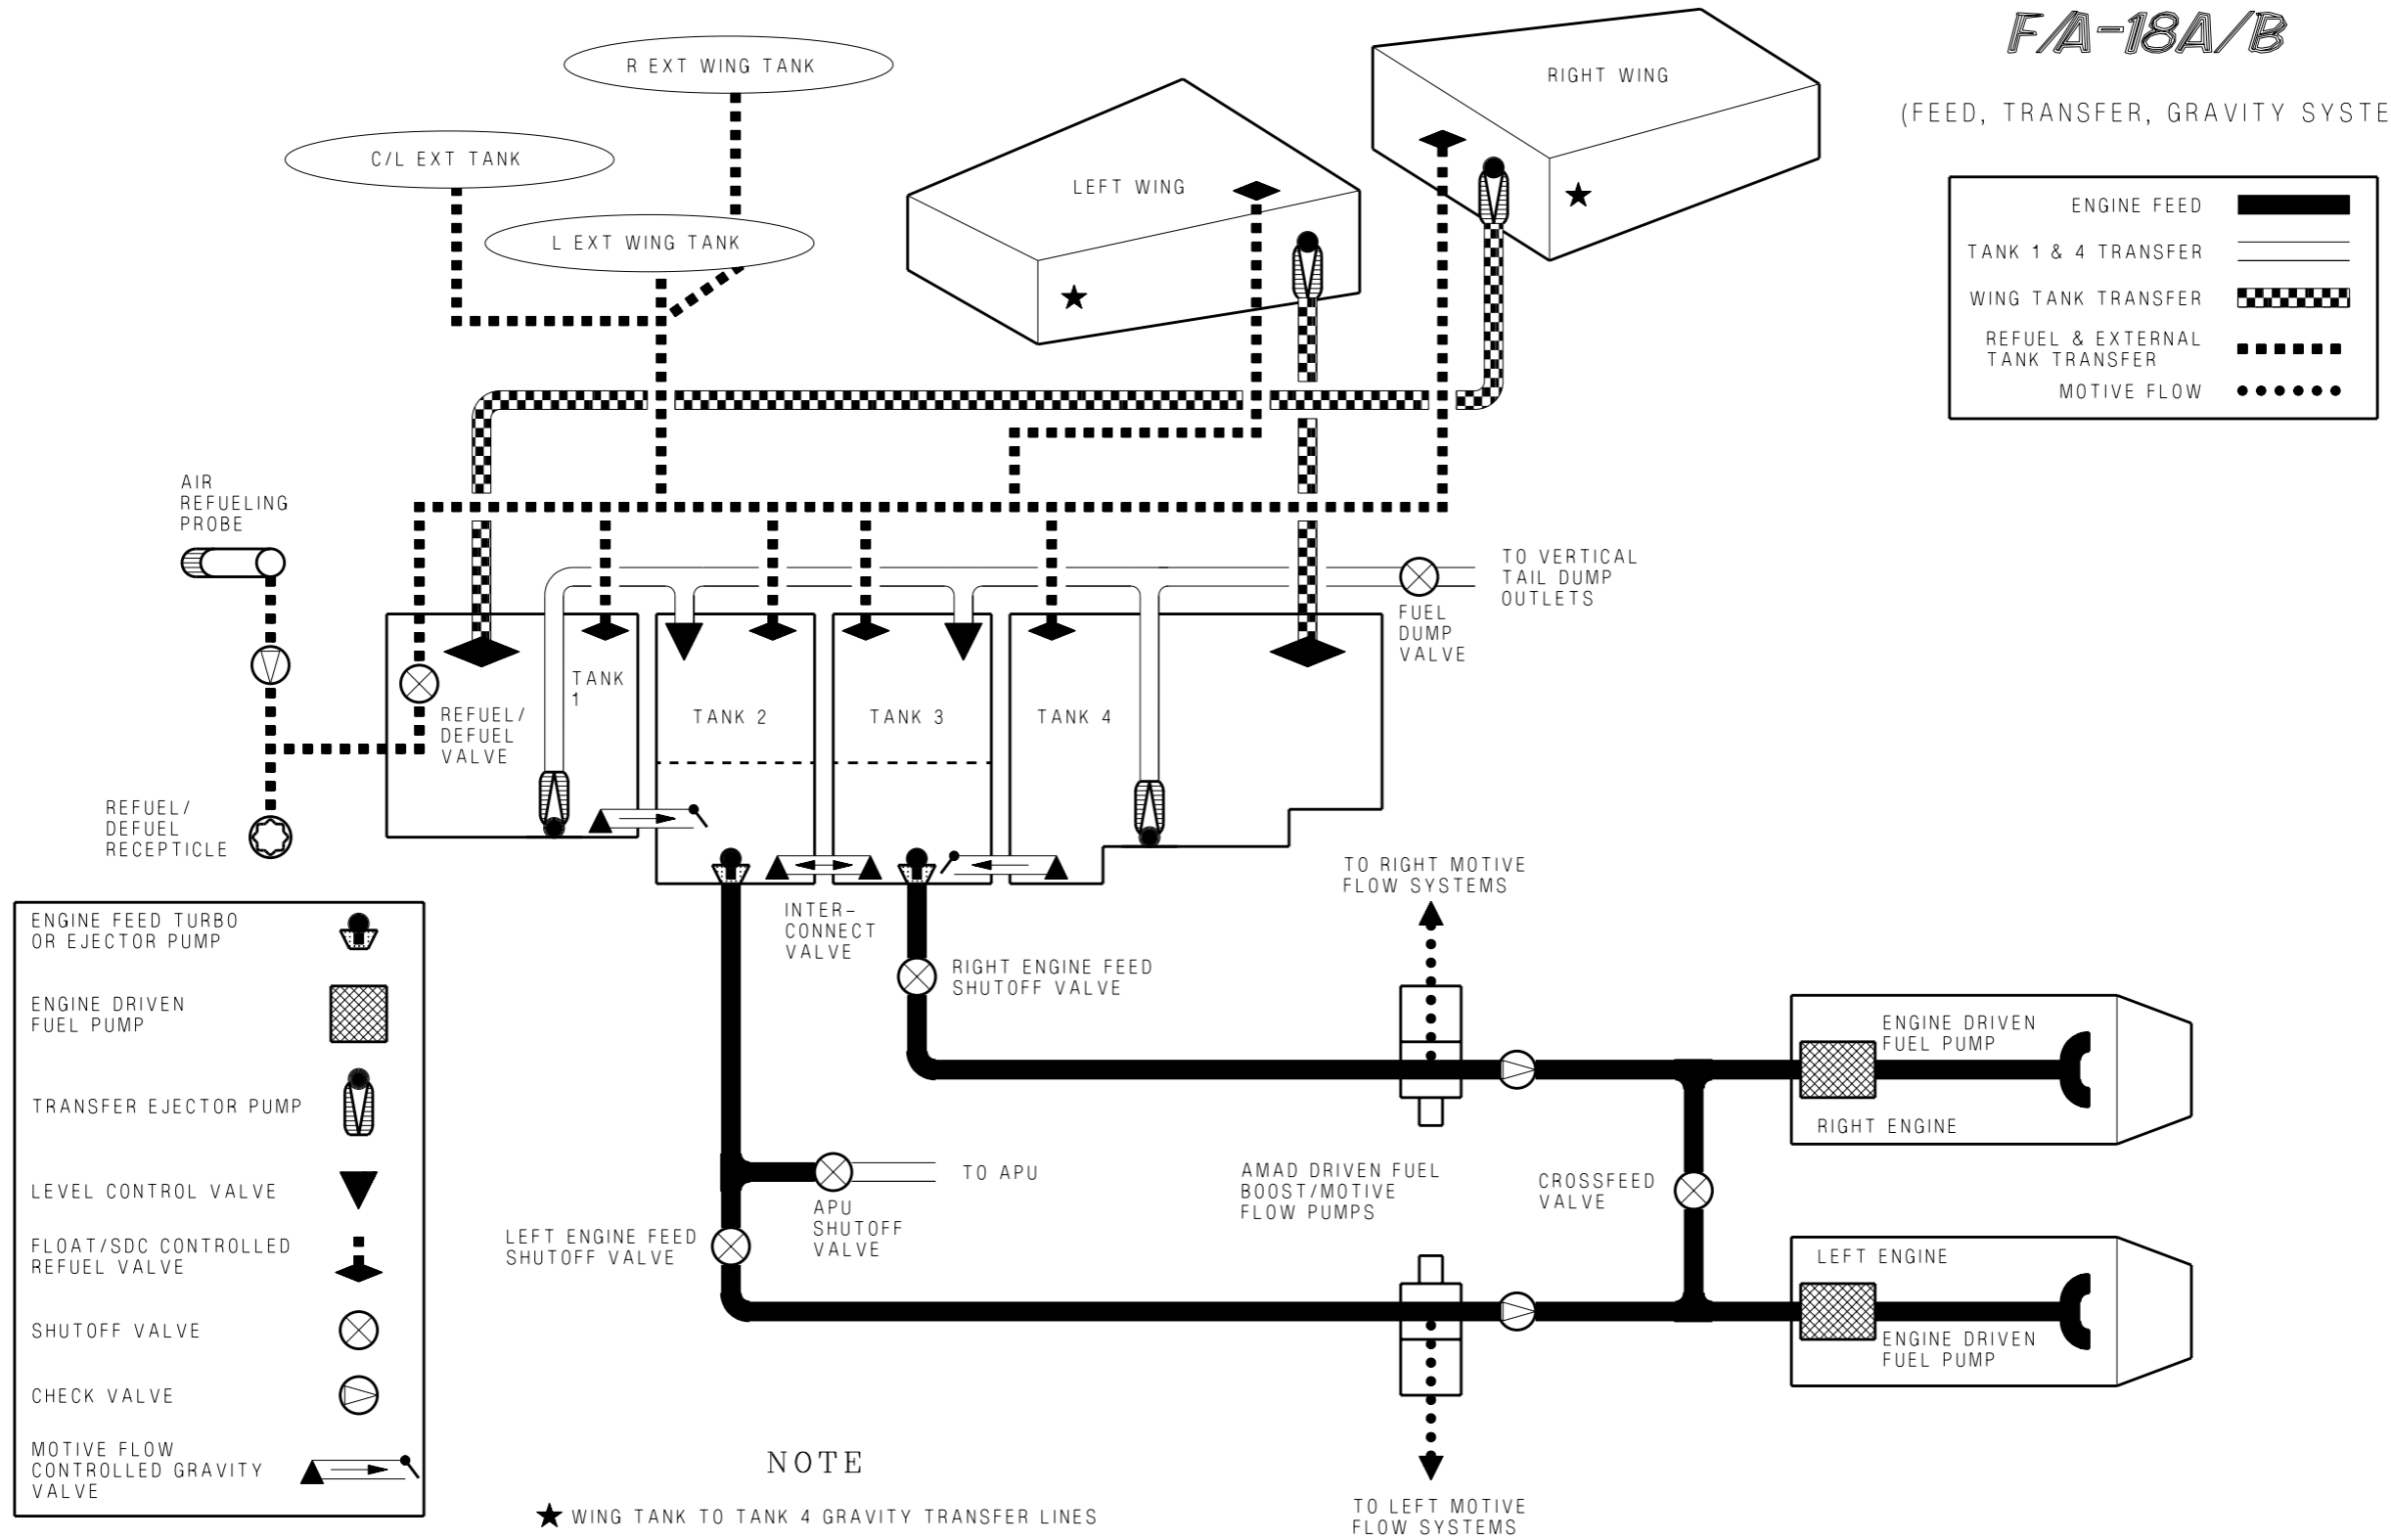 F/A-18A/B
(FEED, TRANSFER, GRAVITY SYSTE
R EXT WING TANK
C/L EXT TANK
L EXT WING TANK
LEFT WING
RIGHT WING
ENGINE FEED
TANK 1 & 4 TRANSFER
WING TANK TRANSFER
REFUEL & EXTERNAL
TANK TRANSFER
MOTIVE FLOW
AIR
REFUELING
PROBE
TO VERTICAL
TAIL DUMP
OUTLETS
FUEL
DUMP
VALVE
TANK
1
REFUEL/
DEFUEL
VALVE
TANK 2
TANK 3
TANK 4
REFUEL/
DEFUEL
RECEPTICLE
INTER-
CONNECT
VALVE
RIGHT ENGINE FEED
SHUTOFF VALVE
TO RIGHT MOTIVE
FLOW SYSTEMS
ENGINE DRIVEN
FUEL PUMP
RIGHT ENGINE
TO APU
APU
SHUTOFF
VALVE
AMAD DRIVEN FUEL
BOOST/MOTIVE
FLOW PUMPS
CROSSFEED
VALVE
LEFT ENGINE FEED
SHUTOFF VALVE
LEFT ENGINE
ENGINE DRIVEN
FUEL PUMP
TO LEFT MOTIVE
FLOW SYSTEMS
ENGINE FEED TURBO
OR EJECTOR PUMP
ENGINE DRIVEN
FUEL PUMP
TRANSFER EJECTOR PUMP
LEVEL CONTROL VALVE
FLOAT/SDC CONTROLLED
REFUEL VALVE
SHUTOFF VALVE
CHECK VALVE
MOTIVE FLOW
CONTROLLED GRAVITY
VALVE
NOTE
★ WING TANK TO TANK 4 GRAVITY TRANSFER LINES